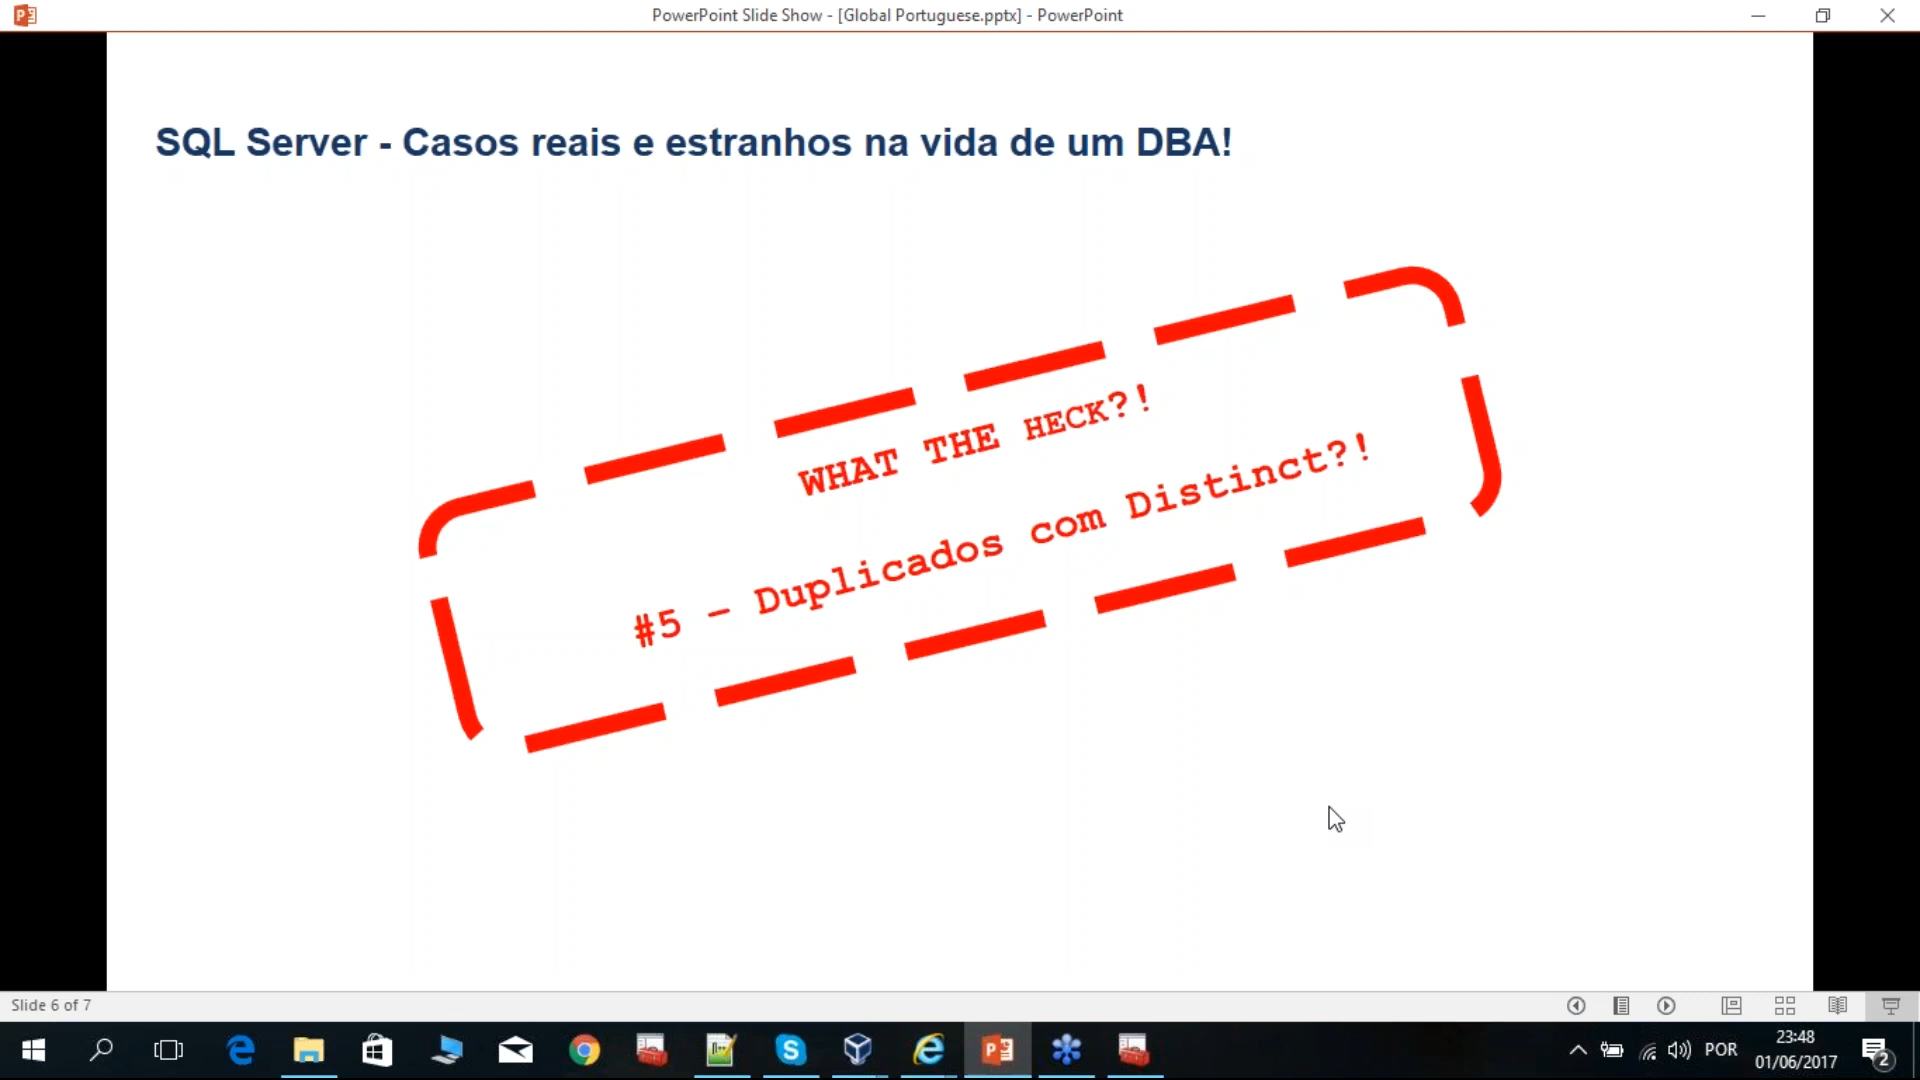 PowerPoint Slide Show - [Global Portuguese.pptx] - PowerPoint
SQL Server - Casos reais e estranhos na vida de um DBA!
WHAT THE HECK?!
#5 – Duplicados com Distinct?!
Slide 6 of 7
POR
23:48
01/06/2017
2